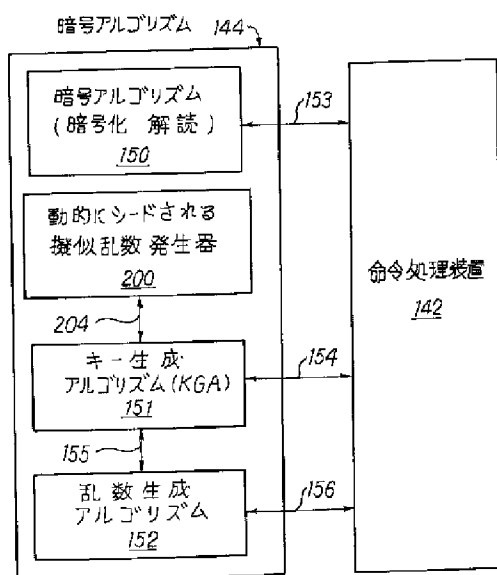 暗号アルゴリズム 144
暗号アルゴリズム
(暗号化 解読)
150
153
動的にシードされる
擬似乱数発生器
200
204
命令処理装置
142
キー生成
アルゴリズム(KGA)
151
154
155
乱数生成
アルゴリズム
152
156